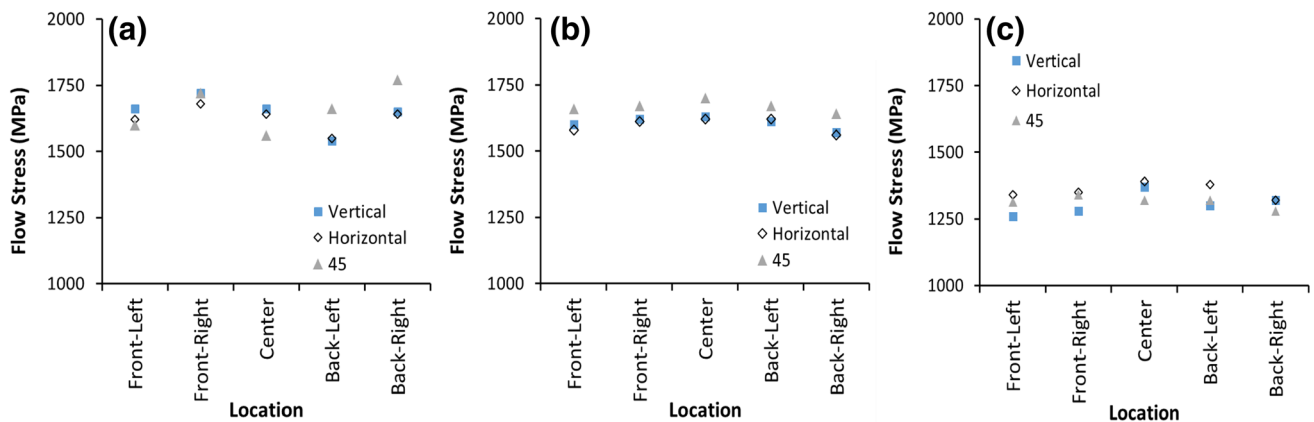 (a)
Flow Stress (MPa)
2000
1750
1500
1250
1000
Vertical
Horizontal
45
Front-Left
Front-Right
Center
Back-Left
Back-Right
Location
(b)
Flow Stress (MPa)
2000
1750
1500
1250
1000
Vertical
Horizontal
45
Front-Left
Front-Right
Center
Back-Left
Back-Right
Location
(c)
Flow Stress (MPa)
2000
1750
1500
1250
1000
Vertical
Horizontal
45
Front-Left
Front-Right
Center
Back-Left
Back-Right
Location